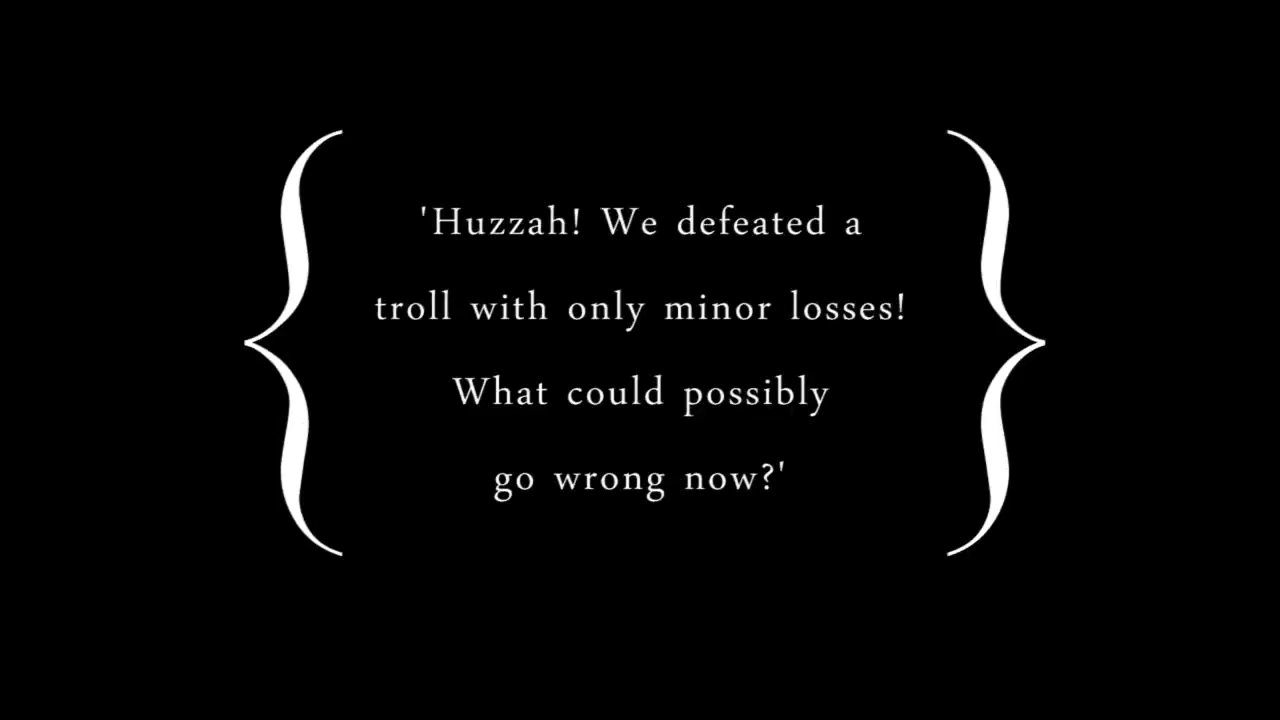 'Huzzah! We defeated a
troll with only minor losses!
What could possibly
go wrong now?'